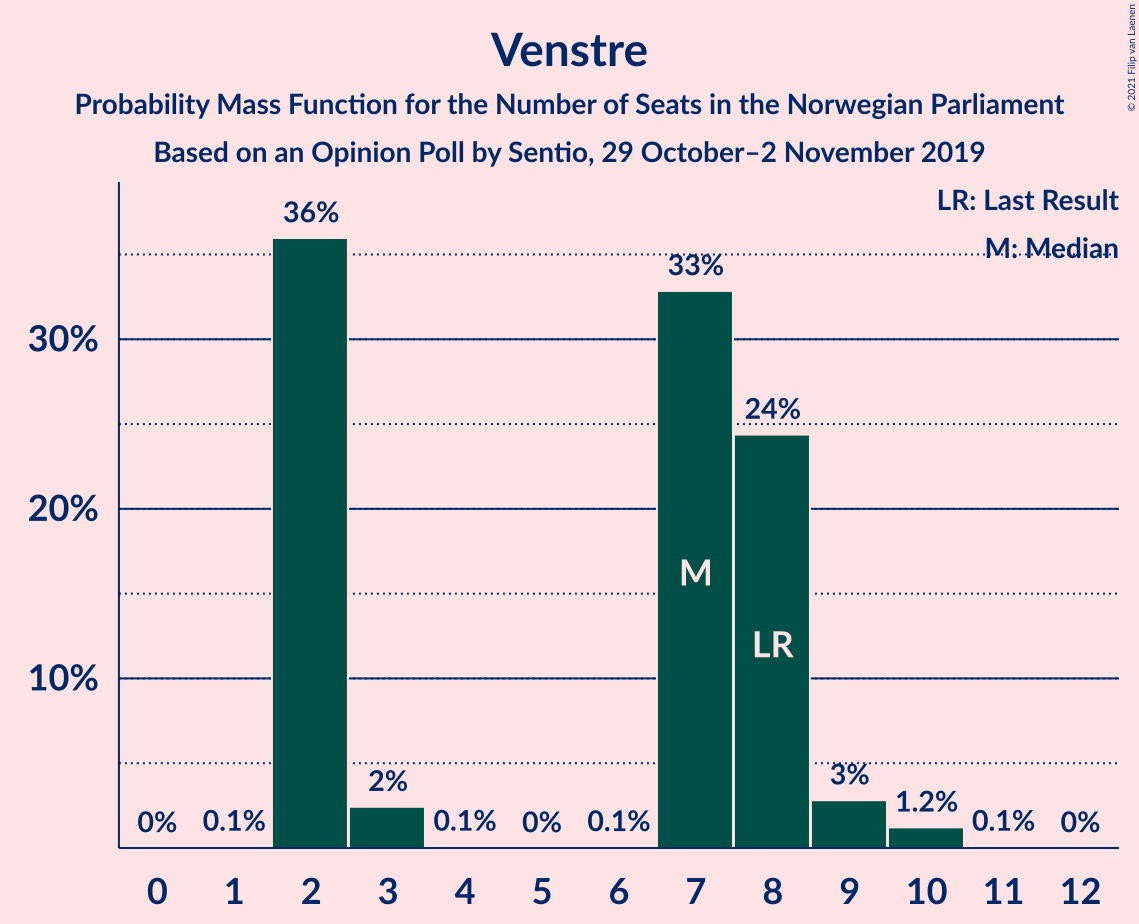 Venstre
Probability Mass Function for the Number of Seats in the Norwegian Parliament
Based on an Opinion Poll by Sentio, 29 October–2 November 2019
© 2021 Filip van Laenen
LR: Last Result
M: Median
36%
33%
30%
24%
20%
M
LR
10%
2%
3%
1.2%
0%
0.1%
0.1%
0%
0.1%
0.1%
0%
0 1 2 3 4 5 6 7 8 9 10 11 12